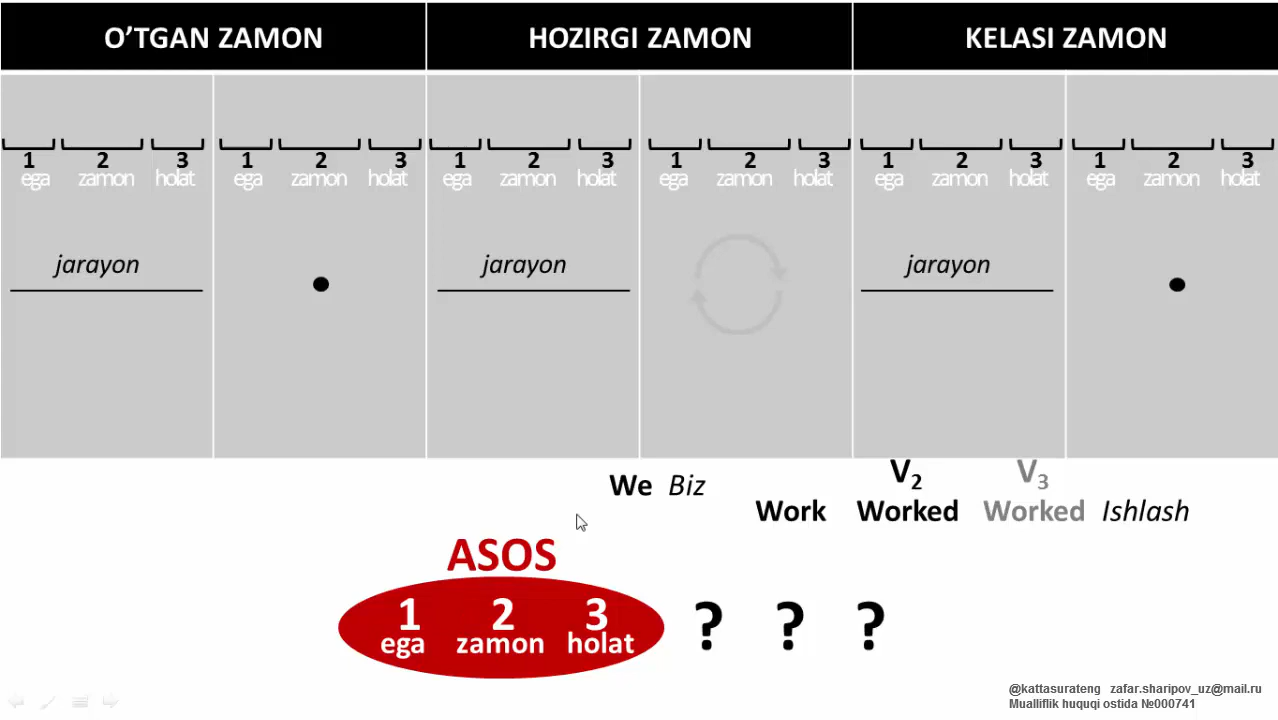 O’TGAN ZAMON HOZIRGI ZAMON KELASI ZAMON
1 2 3 1 2 3 1 2 3 1 2 3 1 2 3 1 2 3
ega zamon holat ega zamon holat ega zamon holat ega zamon holat ega zamon holat ega zamon holat
jarayon jarayon jarayon
V2 V3
We Biz
Work Worked Worked Ishlash
ASOS
1 2 3 ? ? ?
ega zamon holat
@kattasurateng zafar.sharipov_uz@mail.ru
Mualliflik huquqi ostida №000741